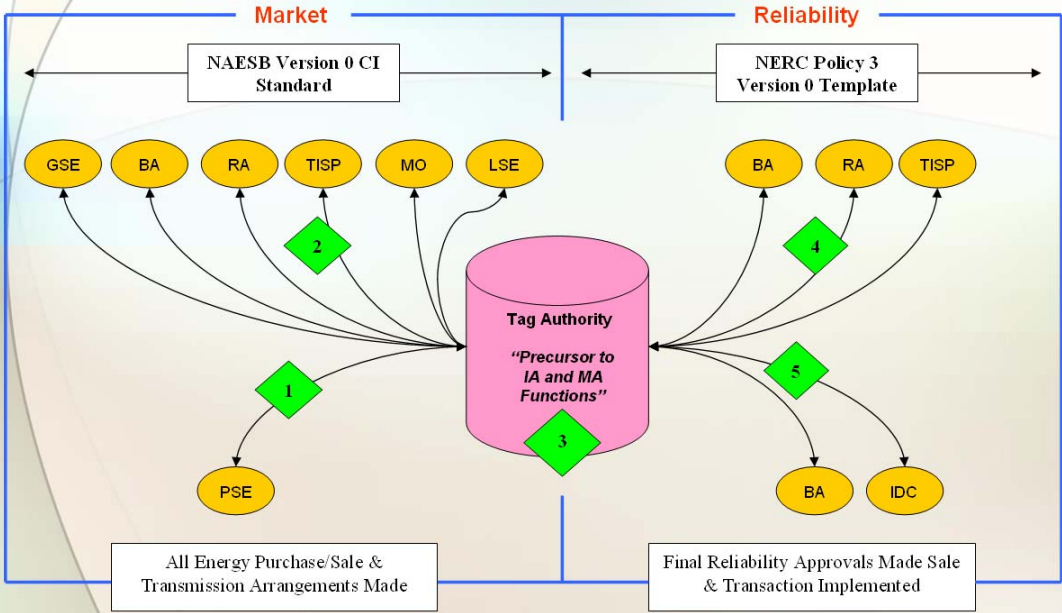 Market
Reliability
NAESB Version 0 CI
Standard
NERC Policy 3
Version 0 Template
GSE
BA
RA
TISP
MO
LSE
BA
RA
TISP
2
4
Tag Authority
“Precursor to
IA and MA
Functions”
1
5
3
PSE
BA
IDC
All Energy Purchase/Sale &
Transmission Arrangements Made
Final Reliability Approvals Made Sale
& Transaction Implemented